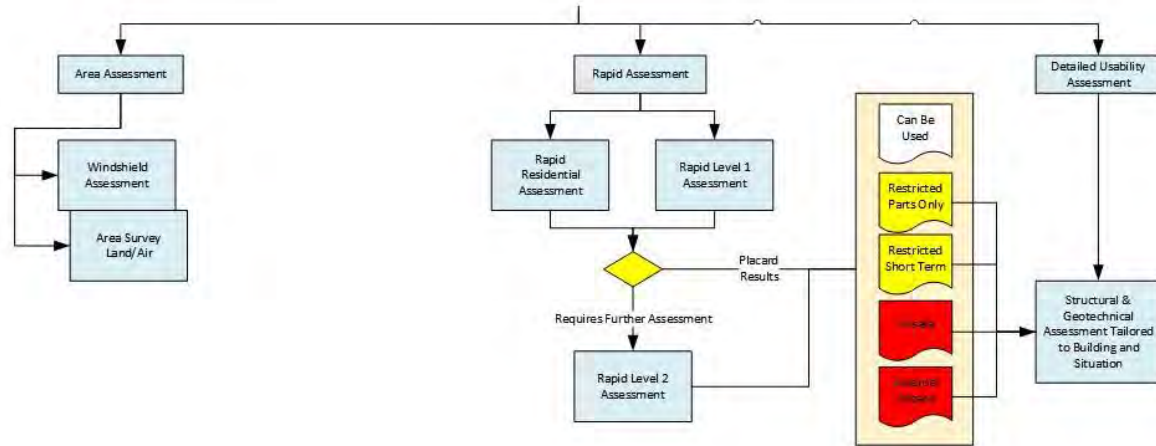 Area Assessment
Rapid Assessment
Detailed Usability
Assessment
Can Be
Used
Windshield
Assessment
Rapid
Residential
Assessment
Rapid Level 1
Assessment
Restricted
Parts Only
Area Survey
Land/Air
Restricted
Short Term
Placard
Results
Requires Further Assessment
Structural &
Geotechnical
Assessment Tailored
to Building and
Situation
Rapid Level 2
Assessment